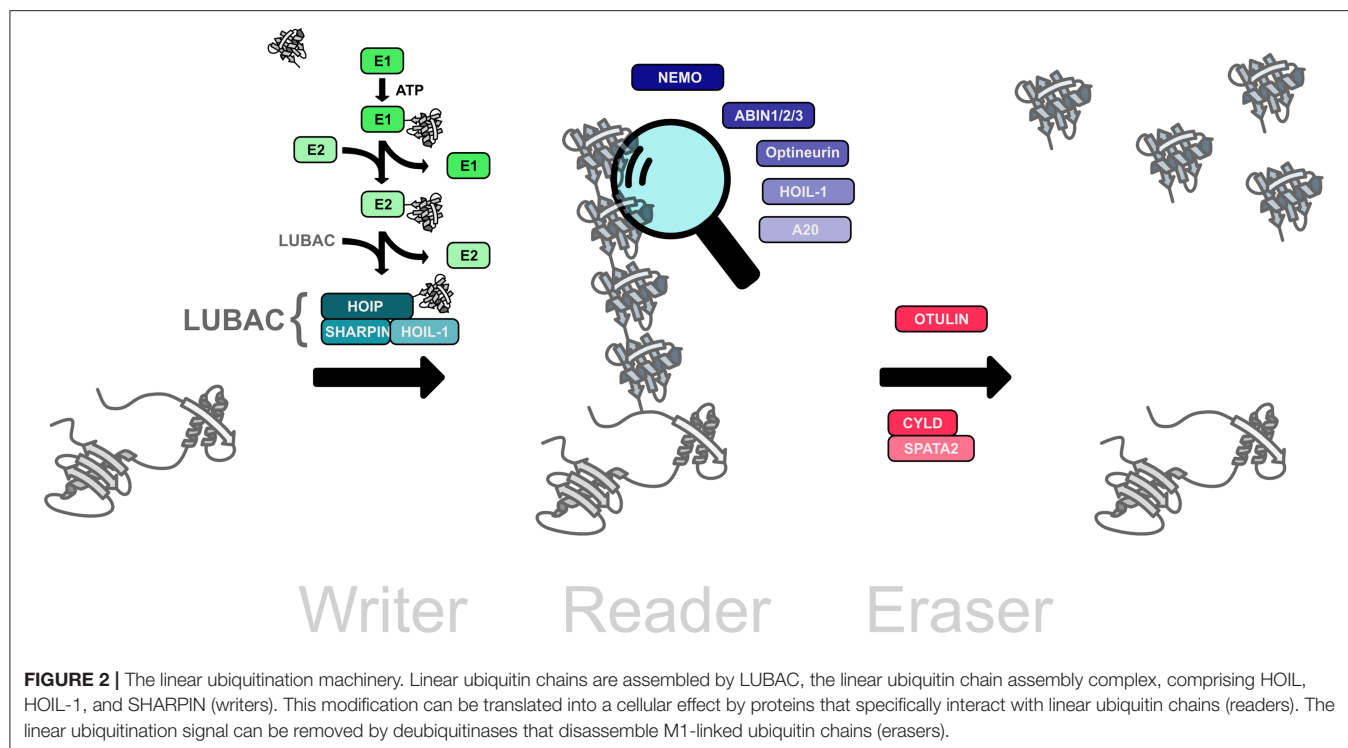 E1
ATP
E1
E2
E1
E2
LUBAC
E2
LUBAC {
HOIP
SHARPIN HOIL-1
NEMO
ABIN1/2/3
Optineurin
HOIL-1
A20
OTULIN
CYLD
SPATA2
Writer Reader Eraser
FIGURE 2 | The linear ubiquitination machinery. Linear ubiquitin chains are assembled by LUBAC, the linear ubiquitin chain assembly complex, comprising HOIL,
HOIL-1, and SHARPIN (writers). This modification can be translated into a cellular effect by proteins that specifically interact with linear ubiquitin chains (readers). The
linear ubiquitination signal can be removed by deubiquitinases that disassemble M1-linked ubiquitin chains (erasers).